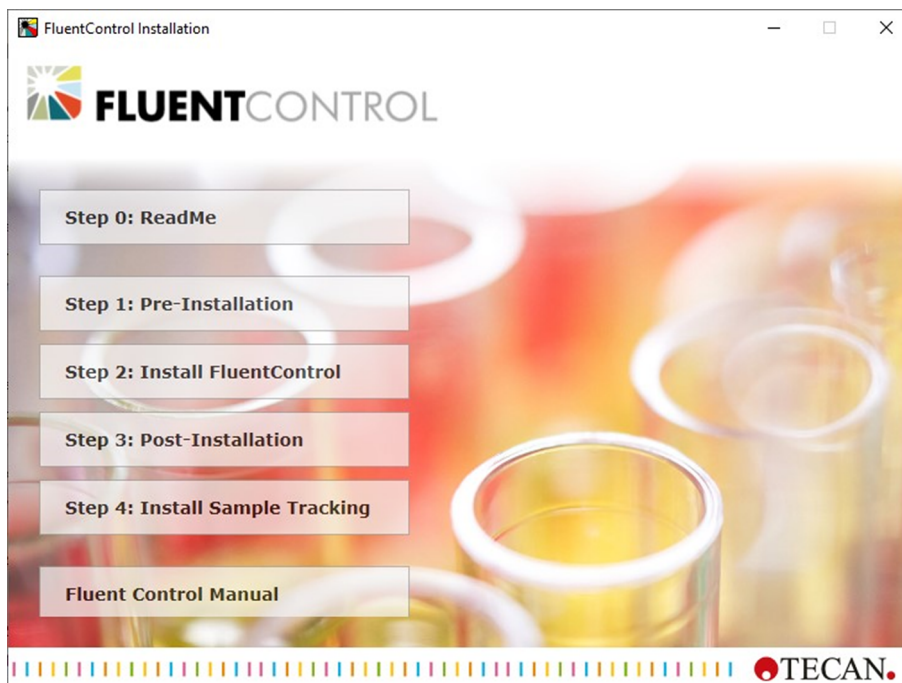 FluentControl Installation
FLUENTCONTROL
Step 0: ReadMe
Step 1: Pre-Installation
Step 2: Install FluentControl
Step 3: Post-Installation
Step 4: Install Sample Tracking
Fluent Control Manual
TECAN.